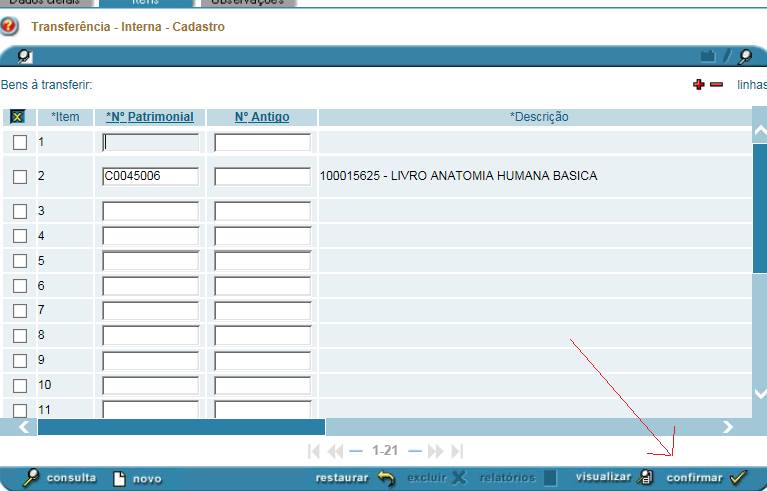 Dados Gerais Bens Observações
Transferência - Interna - Cadastro
Bens à transferir: linhas
*Item *Nº Patrimonial Nº Antigo *Descrição
1
2 C0045006 100015625 - LIVRO ANATOMIA HUMANA BASICA
3
4
5
6
7
8
9
10
11
1-21
consulta novo restaurar excluir relatórios visualizar confirmar